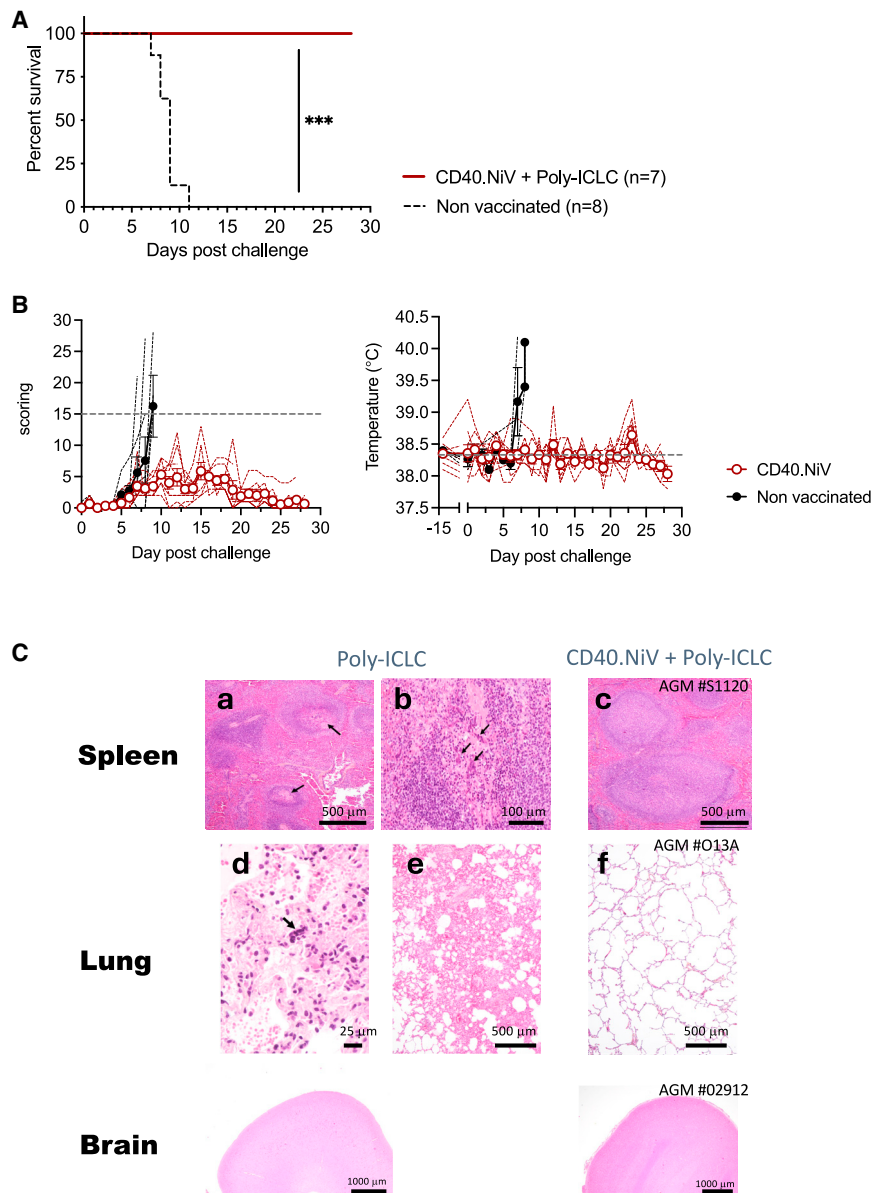 A
Percent survival
100
75
50
25
0
0 5 10 15 20 25 30
Days post challenge
***
CD40.NiV + Poly-ICLC (n=7)
Non vaccinated (n=8)
B
scoring
30
25
20
15
10
5
0
0 5 10 15 20 25 30
Day post challenge
Temperature (°C)
40.5
40.0
39.5
39.0
38.5
38.0
37.5
-15 0 5 10 15 20 25 30
Day post challenge
CD40.NiV
Non vaccinated
C
Poly-ICLC
CD40.NiV + Poly-ICLC
Spleen
a
500 µm
b
100 µm
c
AGM #S1120
500 µm
Lung
d
25 µm
e
500 µm
f
AGM #O13A
500 µm
Brain
1000 µm
AGM #02912
1000 µm